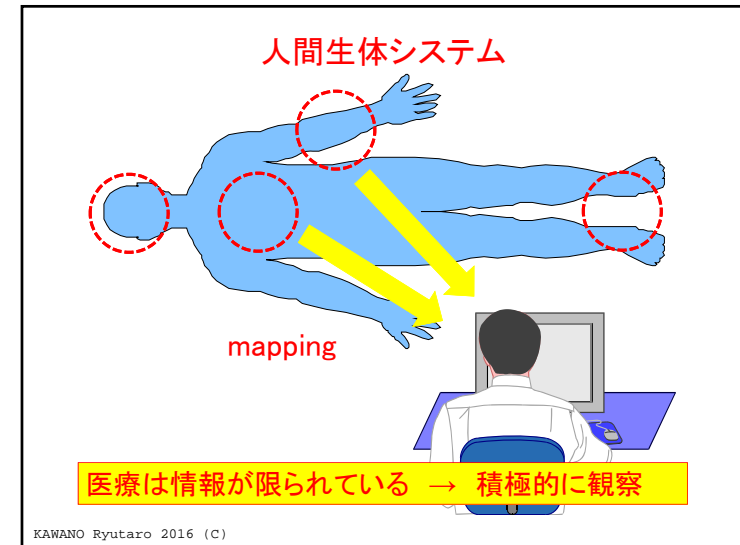 人間生体システム
mapping
医療は情報が限られている → 積極的に観察
KAWANO Ryutaro 2016 (C)